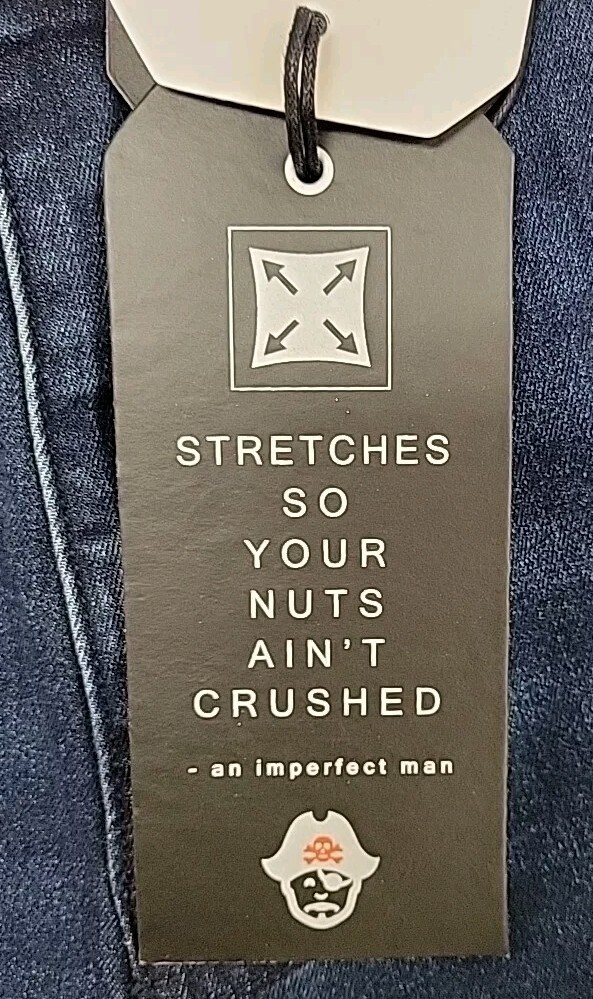 STRETCHES
SO
YOUR
NUTS
AIN'T
CRUSHED
- an imperfect man